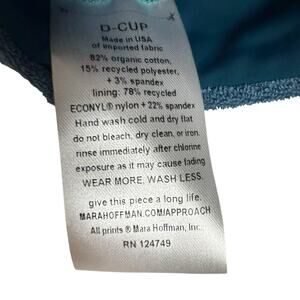 D-CUP
Made in USA
of imported fabric
82% organic cotton,
15% recycled polyester,
+ 3% spandex
lining: 78% recycled
ECONYL® nylon + 22% spandex
Hand wash cold and dry flat
do not bleach, dry clean, or iron.
rinse immediately after chlorine
exposure as it may cause fading
WEAR MORE, WASH LESS.
give this piece a long life.
MARAHOFFMAN.COM/APPROACH
All prints ® Mara Hoffman, Inc.
RN 124749